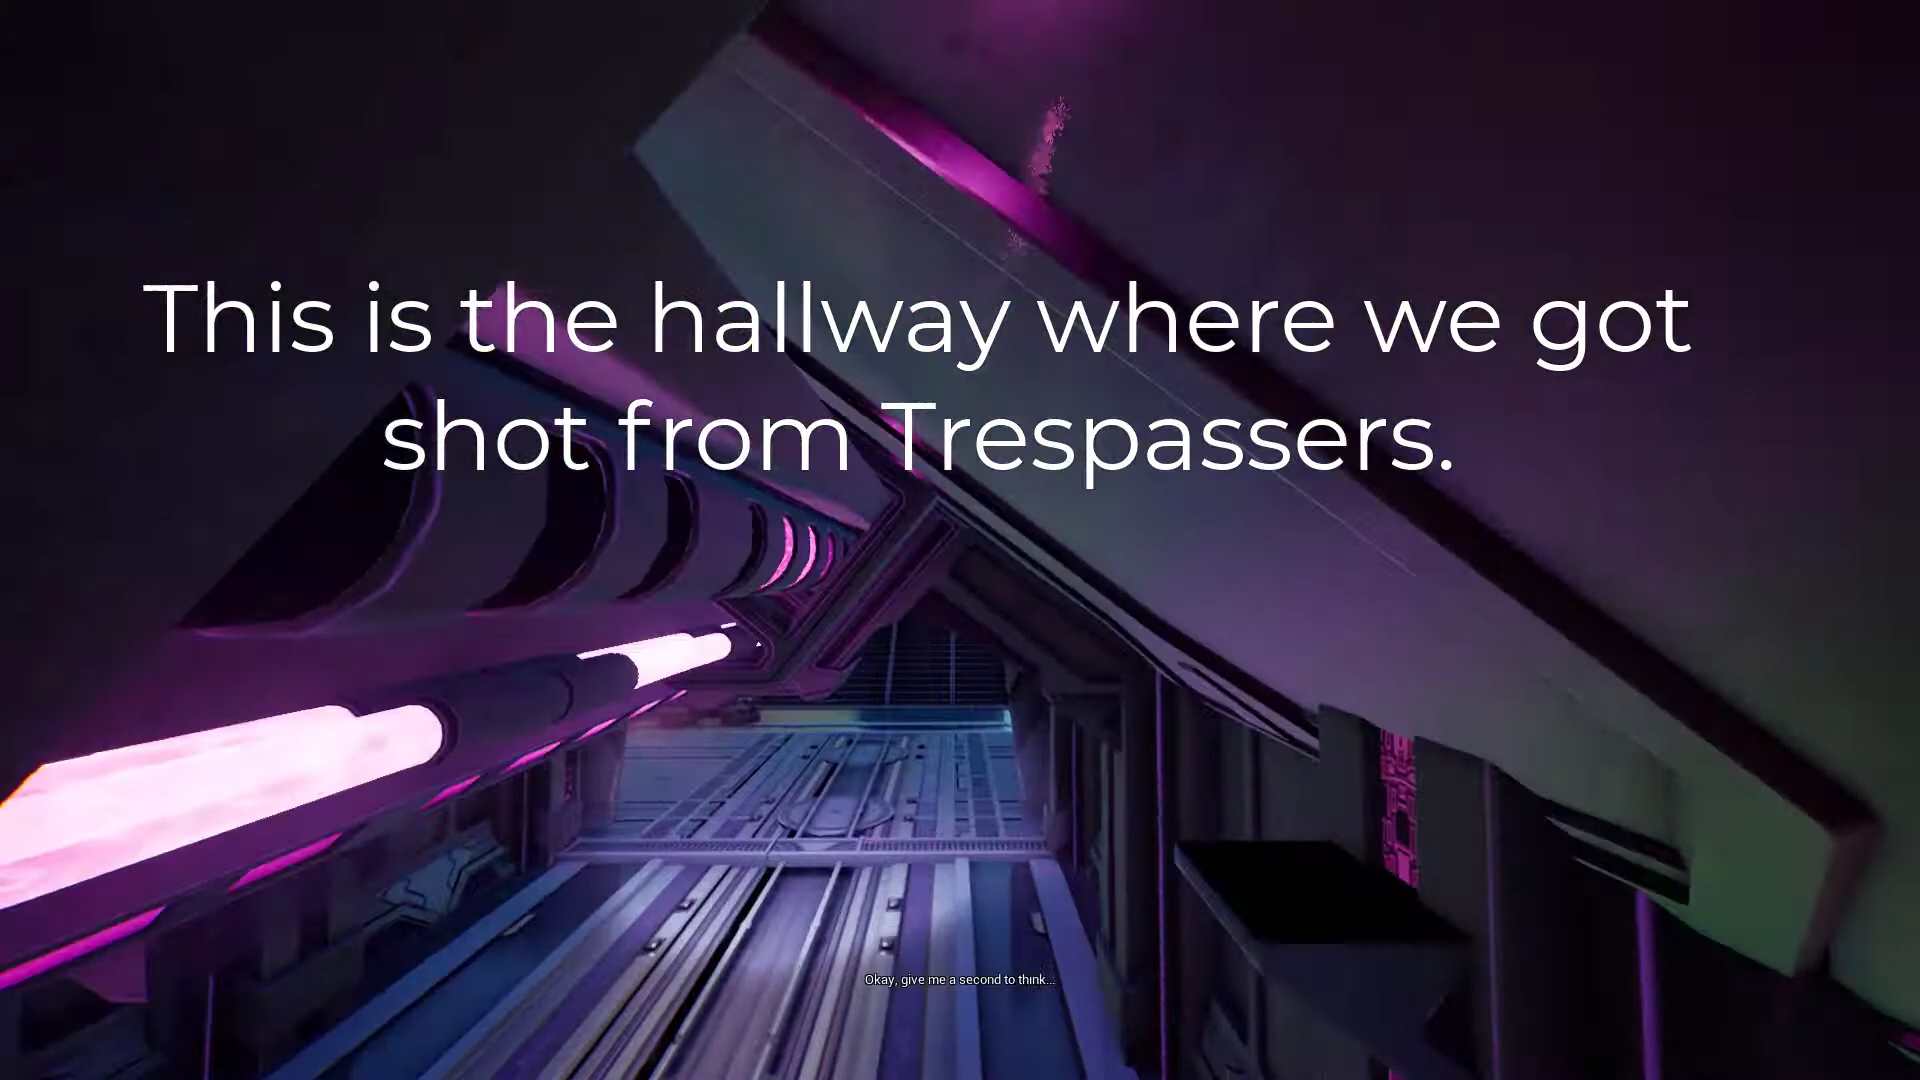 This is the hallway where we got
shot from Trespassers.
Okay, give me a second to think...